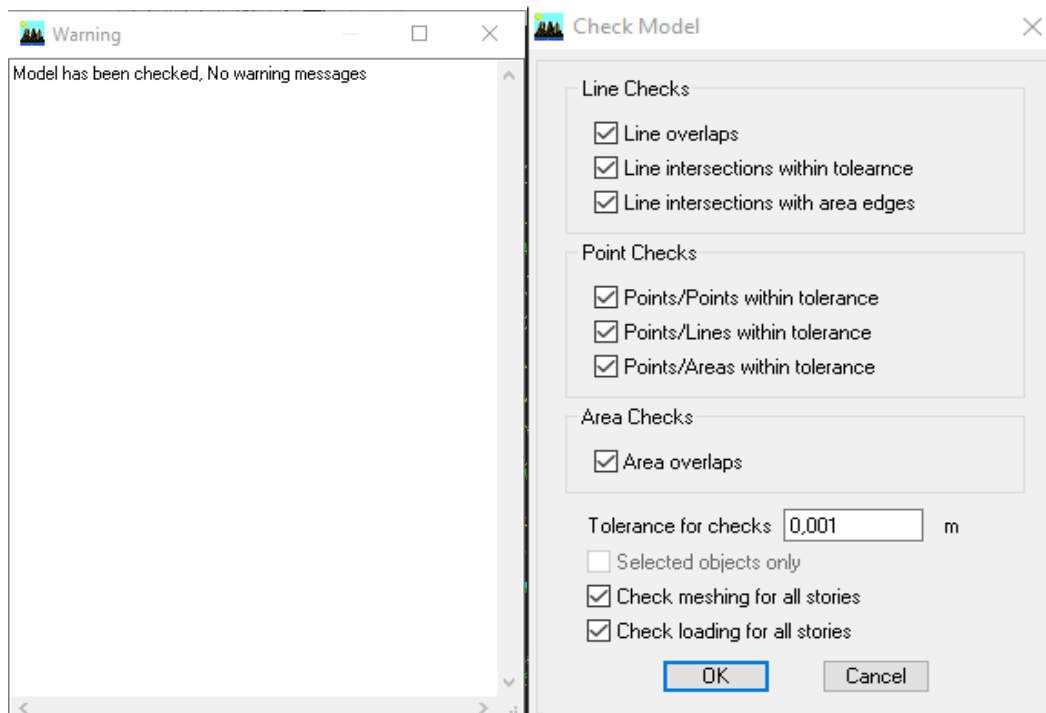 Warning
Model has been checked, No warning messages
Check Model
Line Checks
Line overlaps
Line intersections within tolearnce
Line intersections with area edges
Point Checks
Points/Points within tolerance
Points/Lines within tolerance
Points/Areas within tolerance
Area Checks
Area overlaps
Tolerance for checks 0,001 m
Selected objects only
Check meshing for all stories
Check loading for all stories
OK Cancel